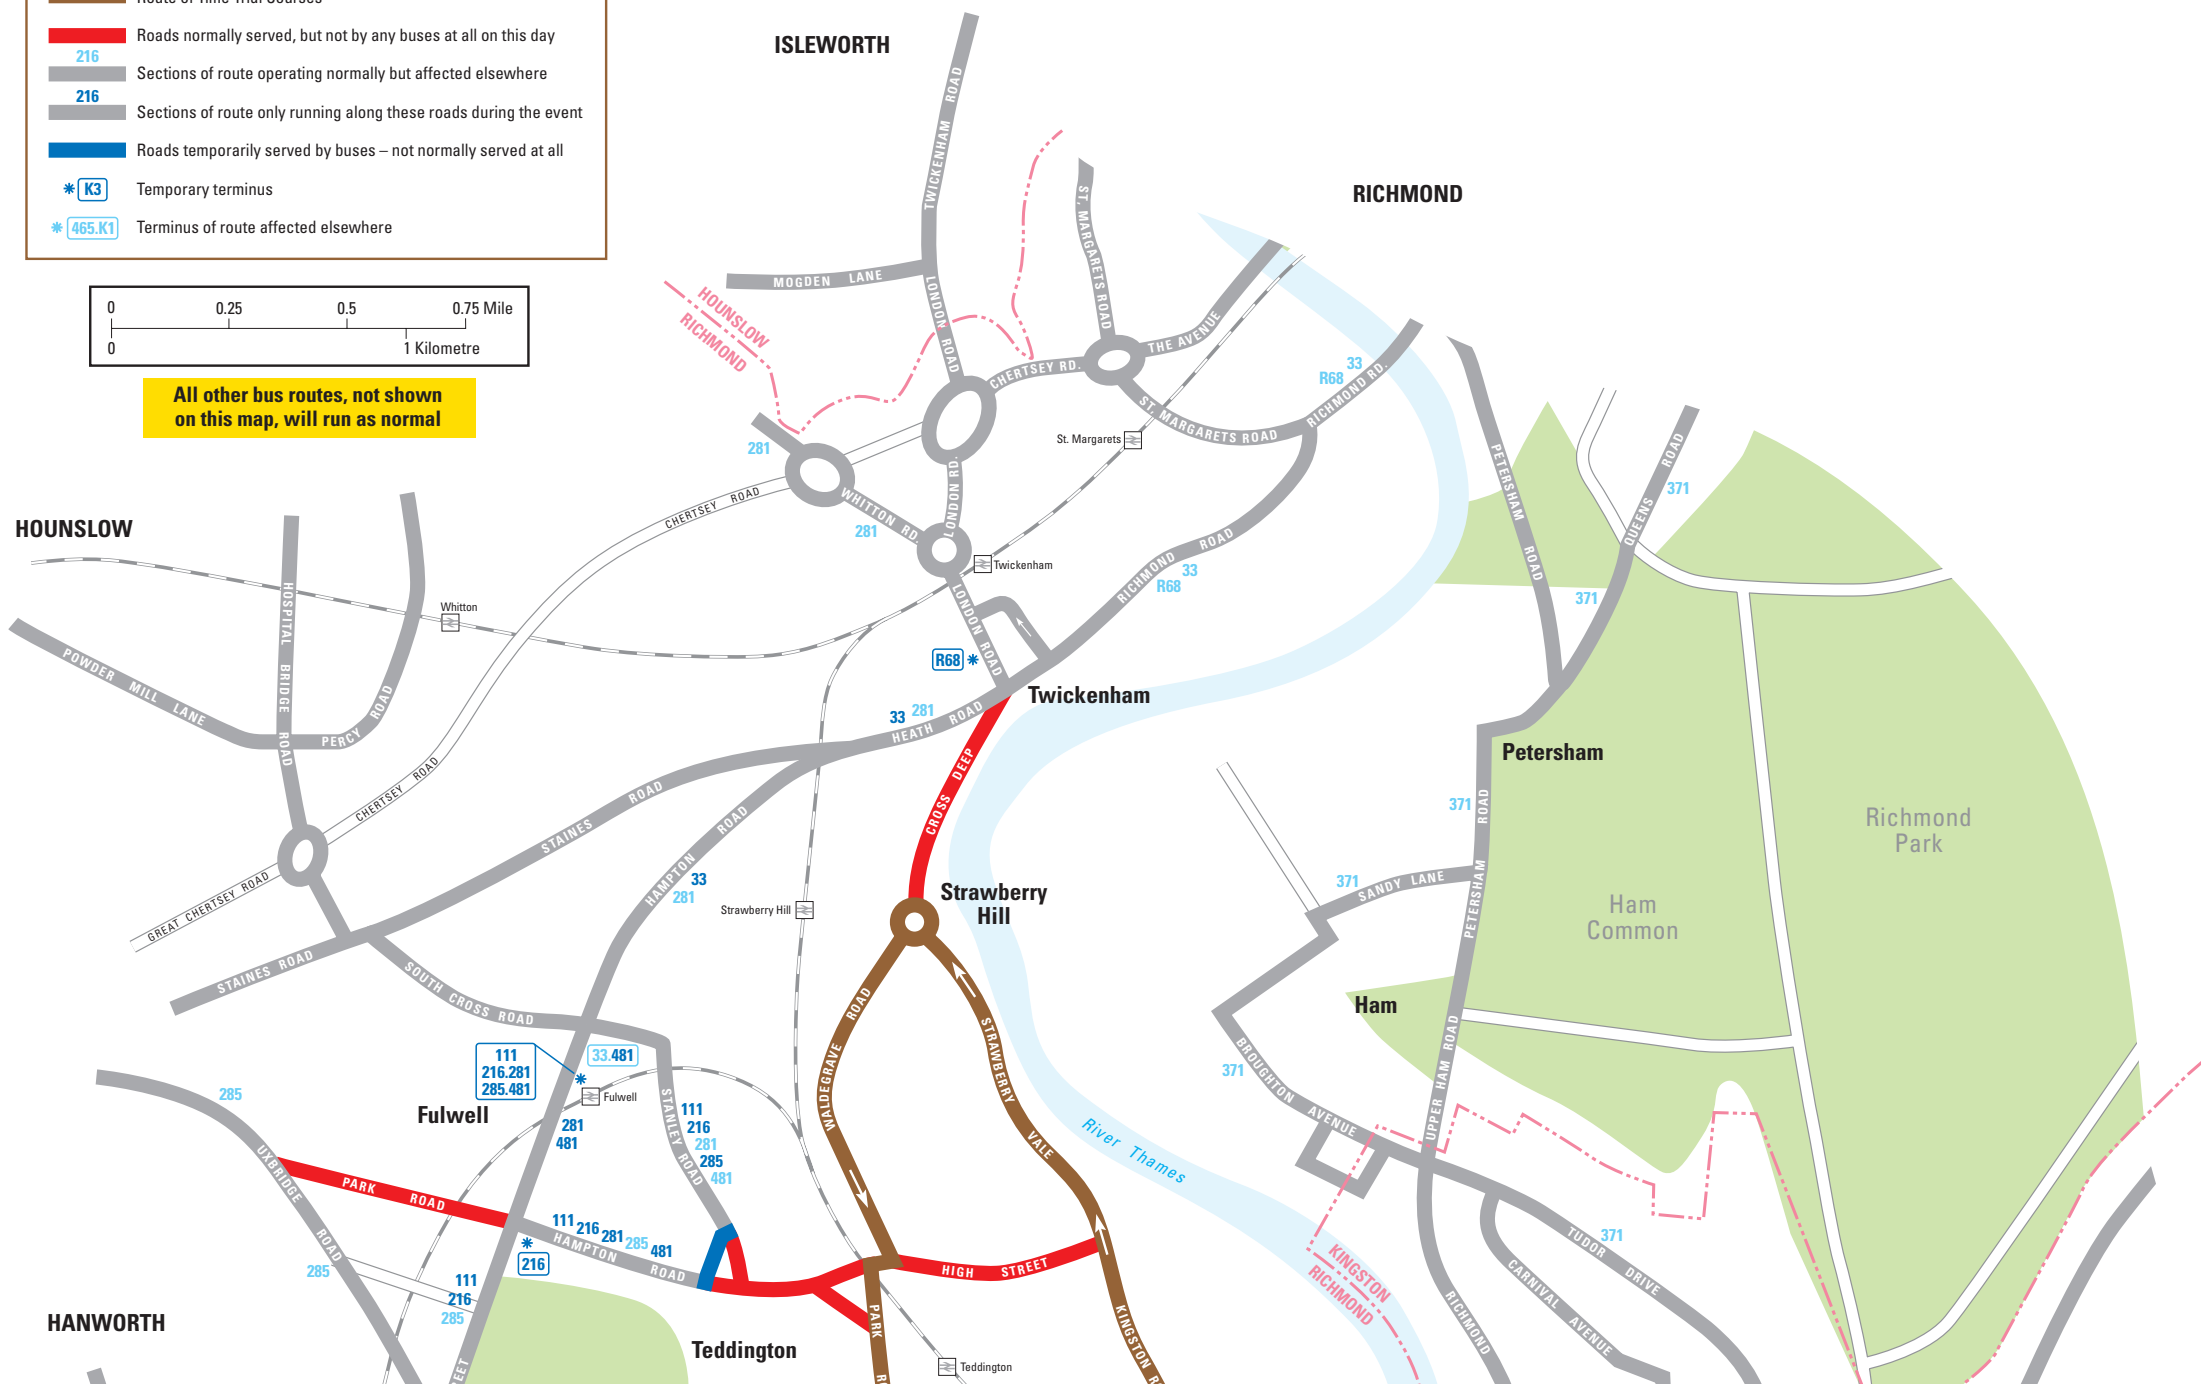 Route of Time Trial Courses
Roads normally served, but not by any buses at all on this day
216
Sections of route operating normally but affected elsewhere
216
Sections of route only running along these roads during the event
Roads temporarily served by buses – not normally served at all
* K3
Temporary terminus
* 465.K1
Terminus of route affected elsewhere
0 0.25 0.5 0.75 Mile
0 1 Kilometre
All other bus routes, not shown
on this map, will run as normal
ISLEWORTH
RICHMOND
TWICKENHAM ROAD
MOGDEN LANE
LONDON ROAD
HOUNSLOW
RICHMOND
ST. MARGARETS ROAD
THE AVENUE
CHERTSEY RD.
ST. MARGARETS ROAD
33
R68
RICHMOND RD.
St. Margarets
281
WHITTON RD.
281
LONDON RD.
CHERTSEY ROAD
Twickenham
LONDON ROAD
RICHMOND ROAD
33
R68
PETERSHAM ROAD
QUEENS ROAD
371
371
HOUNSLOW
HOSPITAL BRIDGE ROAD
Whitton
POWDER MILL LANE
PERCY ROAD
R68 *
Twickenham
33 281
HEATH ROAD
CROSS DEEP
CHERTSEY ROAD
STAINES ROAD
HAMPTON ROAD
33
281
GREAT CHERTSEY ROAD
STAINES ROAD
Strawberry Hill
Strawberry
Hill
Petersham
371
PETERSHAM ROAD
371
SANDY LANE
Richmond
Park
Ham
Common
Ham
SOUTH CROSS ROAD
111
216.281
285.481
*
33.481
Fulwell
Fulwell
281
481
STANLEY ROAD
111
216
281
285
481
WALDEGRAVE ROAD
STRAWBERRY VALE
River Thames
371
BROUGHTON AVENUE
UPPER HAM ROAD
285
UXBRIDGE ROAD
PARK ROAD
111 216 281 285 481
HAMPTON ROAD
*
216
285
111
216
285
HIGH STREET
PARK
KINGSTON
KINGSTON
RICHMOND
371
TUDOR DRIVE
CARNIVAL AVENUE
RICHMOND
HANWORTH
Teddington
Teddington
EET
R
R